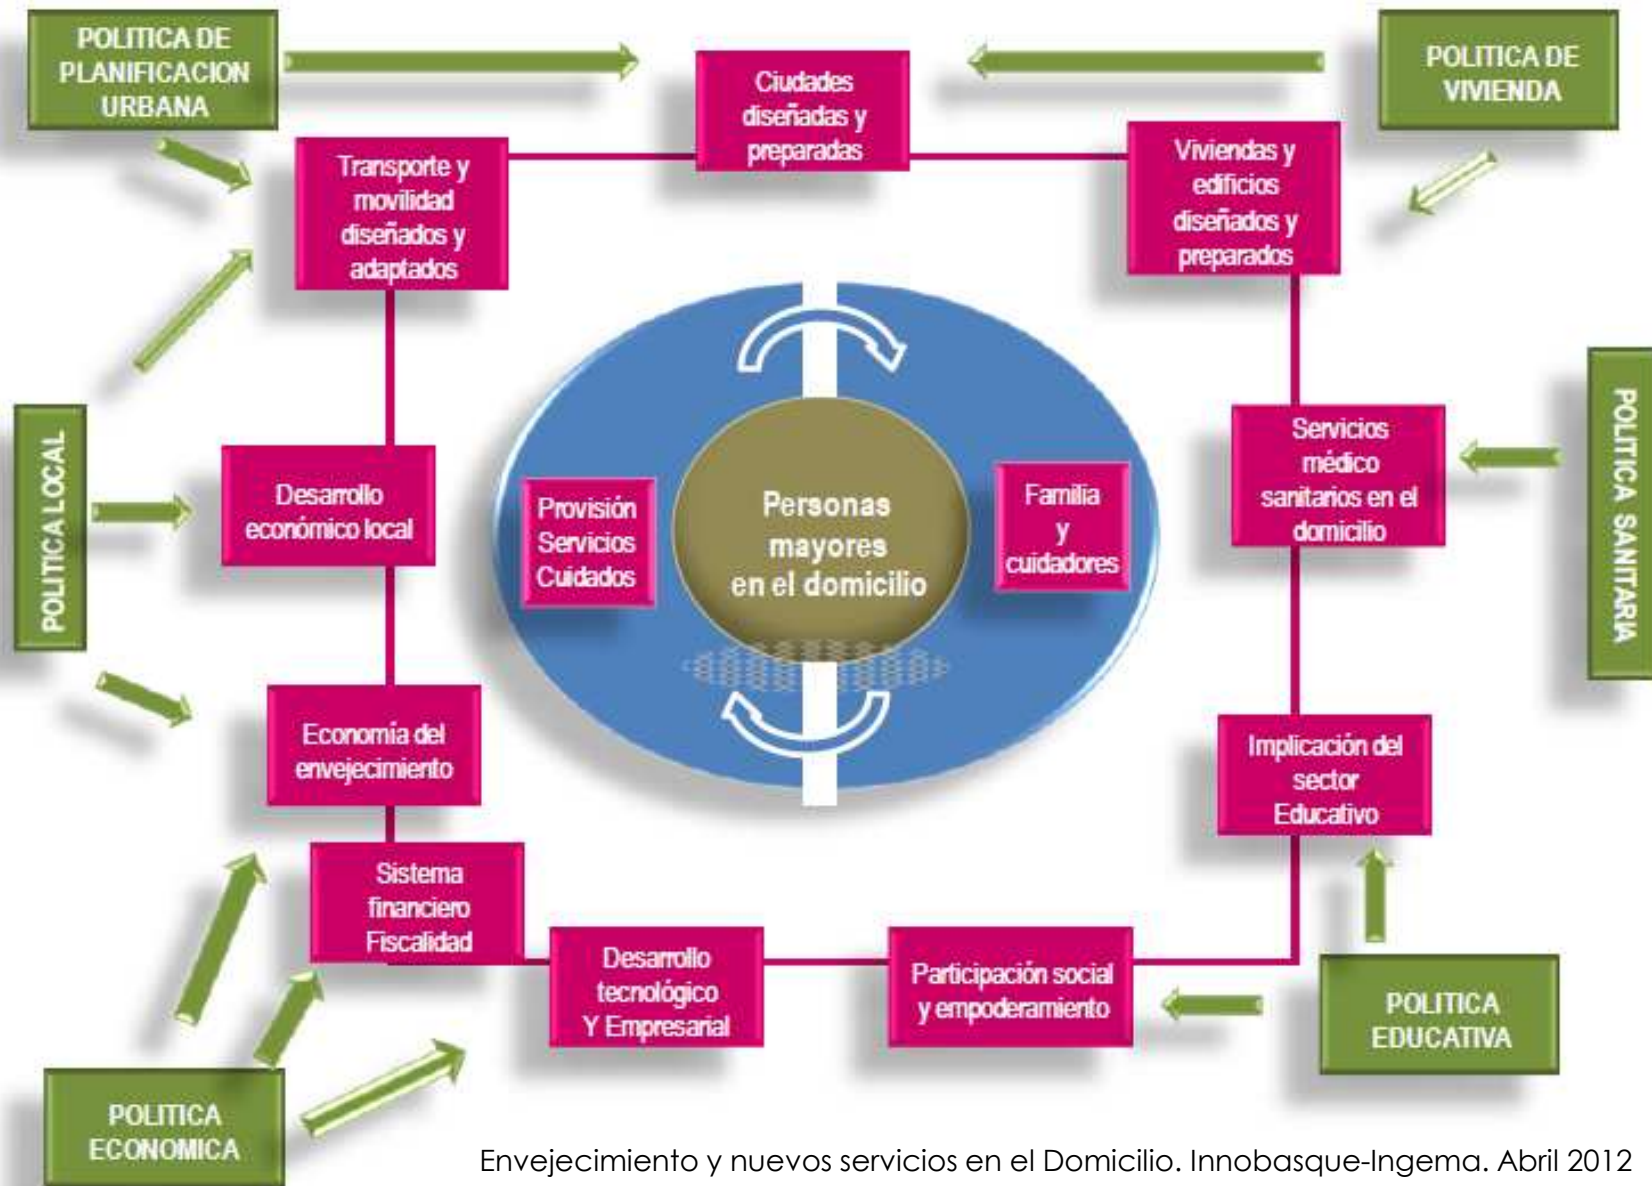 POLITICA DE
PLANIFICACION
URBANA
Ciudades
diseñadas y
preparadas
POLITICA DE
VIVIENDA
Transporte y
movilidad
diseñados y
adaptados
Viviendas y
edificios
diseñados y
preparados
POLITICA LOCAL
Desarrollo
económico local
Provisión
Servicios
Cuidados
Personas
mayores
en el domicilio
Familia
y
cuidadores
Servicios
médico
sanitarios en el
domicilio
POLITICA SANITARIA
Economía del
envejecimiento
Implicación del
sector
Educativo
Sistema
financiero
Fiscalidad
Desarrollo
tecnológico
Y Empresarial
Participación social
y empoderamiento
POLITICA
EDUCATIVA
POLITICA
ECONOMICA
Envejecimiento y nuevos servicios en el Domicilio. Innobasque-Ingema. Abril 2012